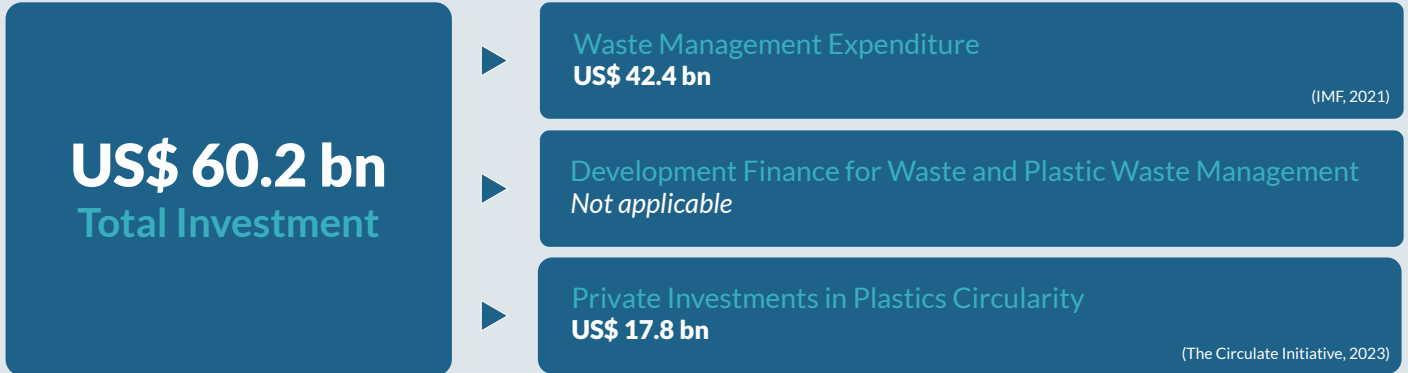 US$ 60.2 bn
Total Investment
Waste Management Expenditure
US$ 42.4 bn
(IMF, 2021)
Development Finance for Waste and Plastic Waste Management
Not applicable
Private Investments in Plastics Circularity
US$ 17.8 bn
(The Circulate Initiative, 2023)